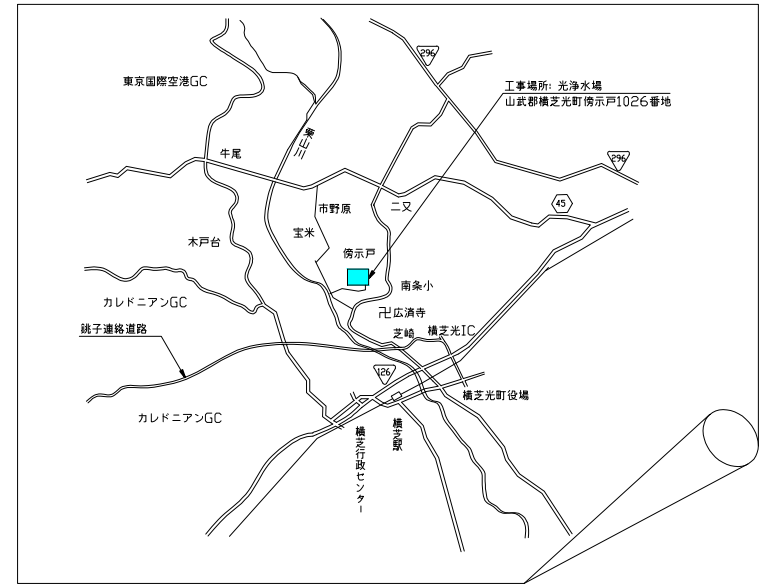 296
東京国際空港GC
工事場所: 光浄水場
山武郡横芝光町傍示戸1026番地
栗山川
牛尾
296
市野原
二又
45
宝米
木戸台
傍示戸
南条小
カレドニアンGC
卍広済寺
銚子連絡道路
芝崎
横芝光IC
126
横芝光町役場
カレドニアンGC
横芝駅
横芝行政センター